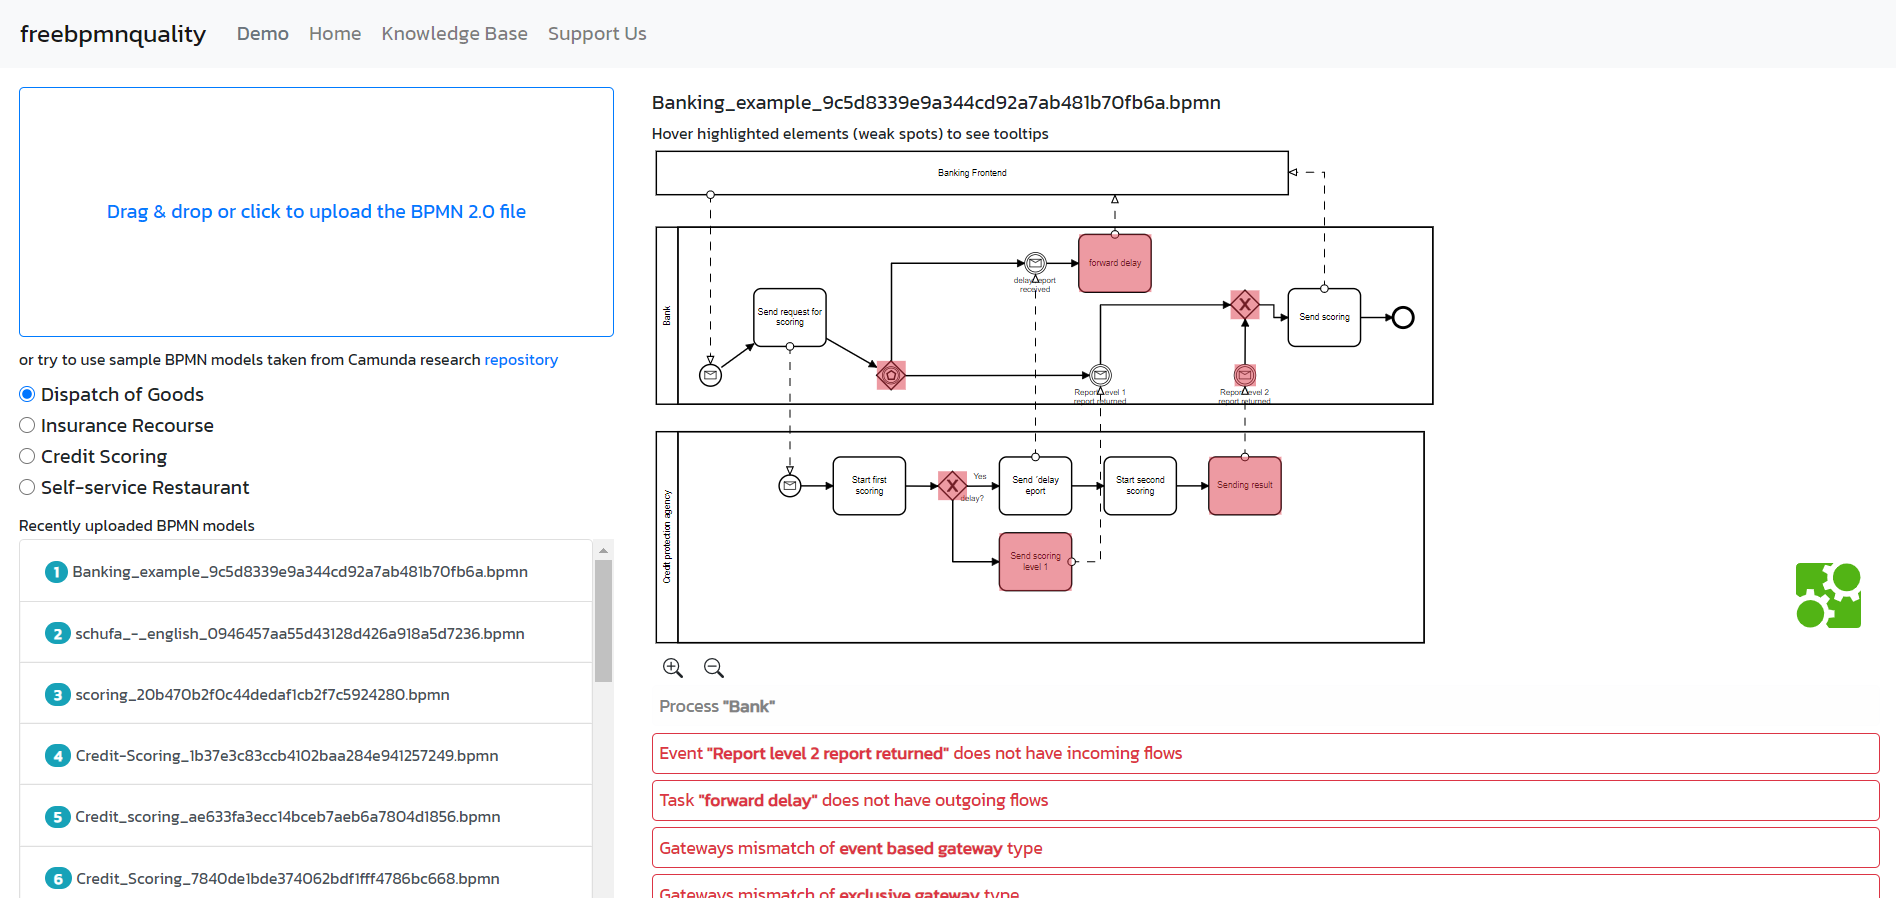 freebpmnquality Demo Home Knowledge Base Support Us
Drag & drop or click to upload the BPMN 2.0 file
or try to use sample BPMN models taken from Camunda research repository
Dispatch of Goods
Insurance Recourse
Credit Scoring
Self-service Restaurant
Recently uploaded BPMN models
1 Banking_example_9c5d8339e9a344cd92a7ab481b70fb6a.bpmn
2 schufa_-_english_0946457aa55d43128d426a918a5d7236.bpmn
3 scoring_20b470b2f0c44dedaf1cb2f7c5924280.bpmn
4 Credit-Scoring_1b37e3c83ccb4102baa284e941257249.bpmn
5 Credit_scoring_ae633fa3ecc14bceb7aeb6a7804d1856.bpmn
6 Credit_Scoring_7840de1bde374062bdf1fff4786bc668.bpmn
Banking_example_9c5d8339e9a344cd92a7ab481b70fb6a.bpmn
Hover highlighted elements (weak spots) to see tooltips
Banking Frontend
Bank
Send request for
scoring
delay report
received
forward delay
Report level 1
report returned
Report level 2
report returned
Send scoring
Credit protection agency
Start first
scoring
Yes
delay?
Send ´delay
eport
Start second
scoring
Sending result
Send scoring
level 1
Process "Bank"
Event "Report level 2 report returned" does not have incoming flows
Task "forward delay" does not have outgoing flows
Gateways mismatch of event based gateway type
Gateways mismatch of exclusive gateway type